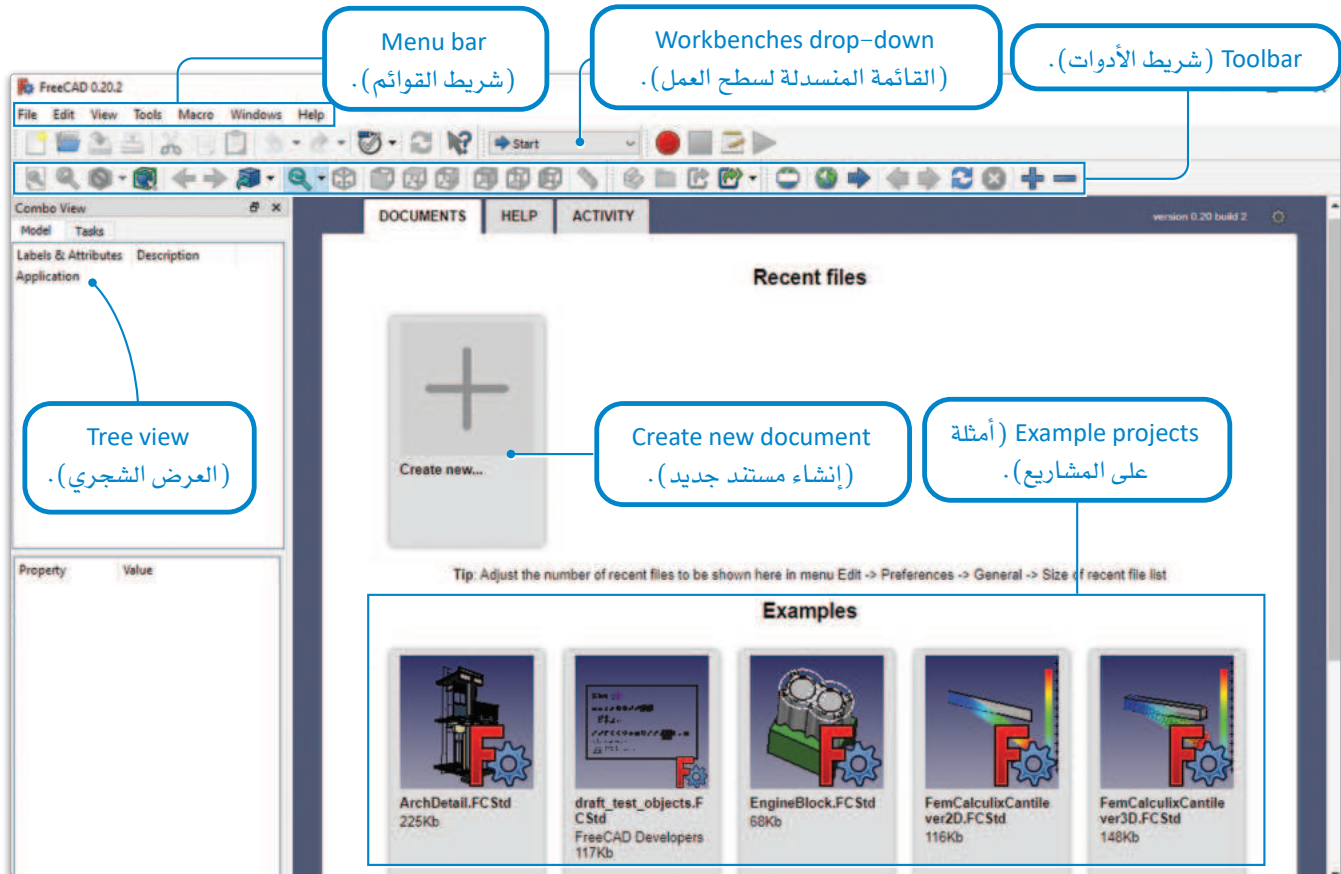 Menu bar
(شريط القوائم).
Workbenches drop-down
(القائمة المنسدلة لسطح العمل).
Toolbar (شريط الأدوات).
FreeCAD 0.20.2
File Edit View Tools Macro Windows Help
Start
Combo View
Model Tasks
Labels & Attributes Description
Application
DOCUMENTS HELP ACTIVITY
version 0.20 build 2
Recent files
Create new...
Tree view
(العرض الشجري).
Create new document
(إنشاء مستند جديد).
Example projects (أمثلة
على المشاريع).
Property Value
Tip: Adjust the number of recent files to be shown here in menu Edit -> Preferences -> General -> Size of recent file list
Examples
ArchDetail.FCStd
225Kb
draft_test_objects.F
CStd
FreeCAD Developers
117Kb
EngineBlock.FCStd
68Kb
FemCalculixCantile
ver2D.FCStd
116Kb
FemCalculixCantile
ver3D.FCStd
148Kb